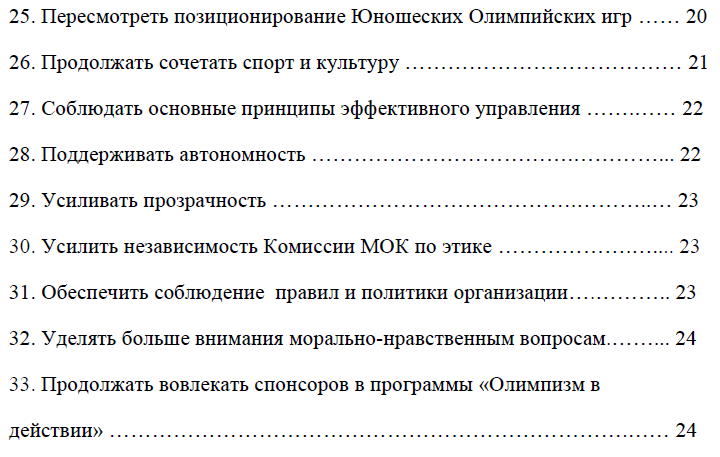 25. Пересмотреть позиционирование Юношеских Олимпийских игр …… 20
26. Продолжать сочетать спорт и культуру …………………………………… 21
27. Соблюдать основные принципы эффективного управления …….…… 22
28. Поддерживать автономность …………………………………….………….. 22
29. Усиливать прозрачность ……………………………………………..… 23
30. Усилить независимость Комиссии МОК по этике ………………….... 23
31. Обеспечить соблюдение  правил и политики организации…..……….. 23
32. Уделять больше внимания морально-нравственным вопросам.……... 24
33. Продолжать вовлекать спонсоров в программы «Олимпизм в
действии» ……………………………………………………………….…… 24